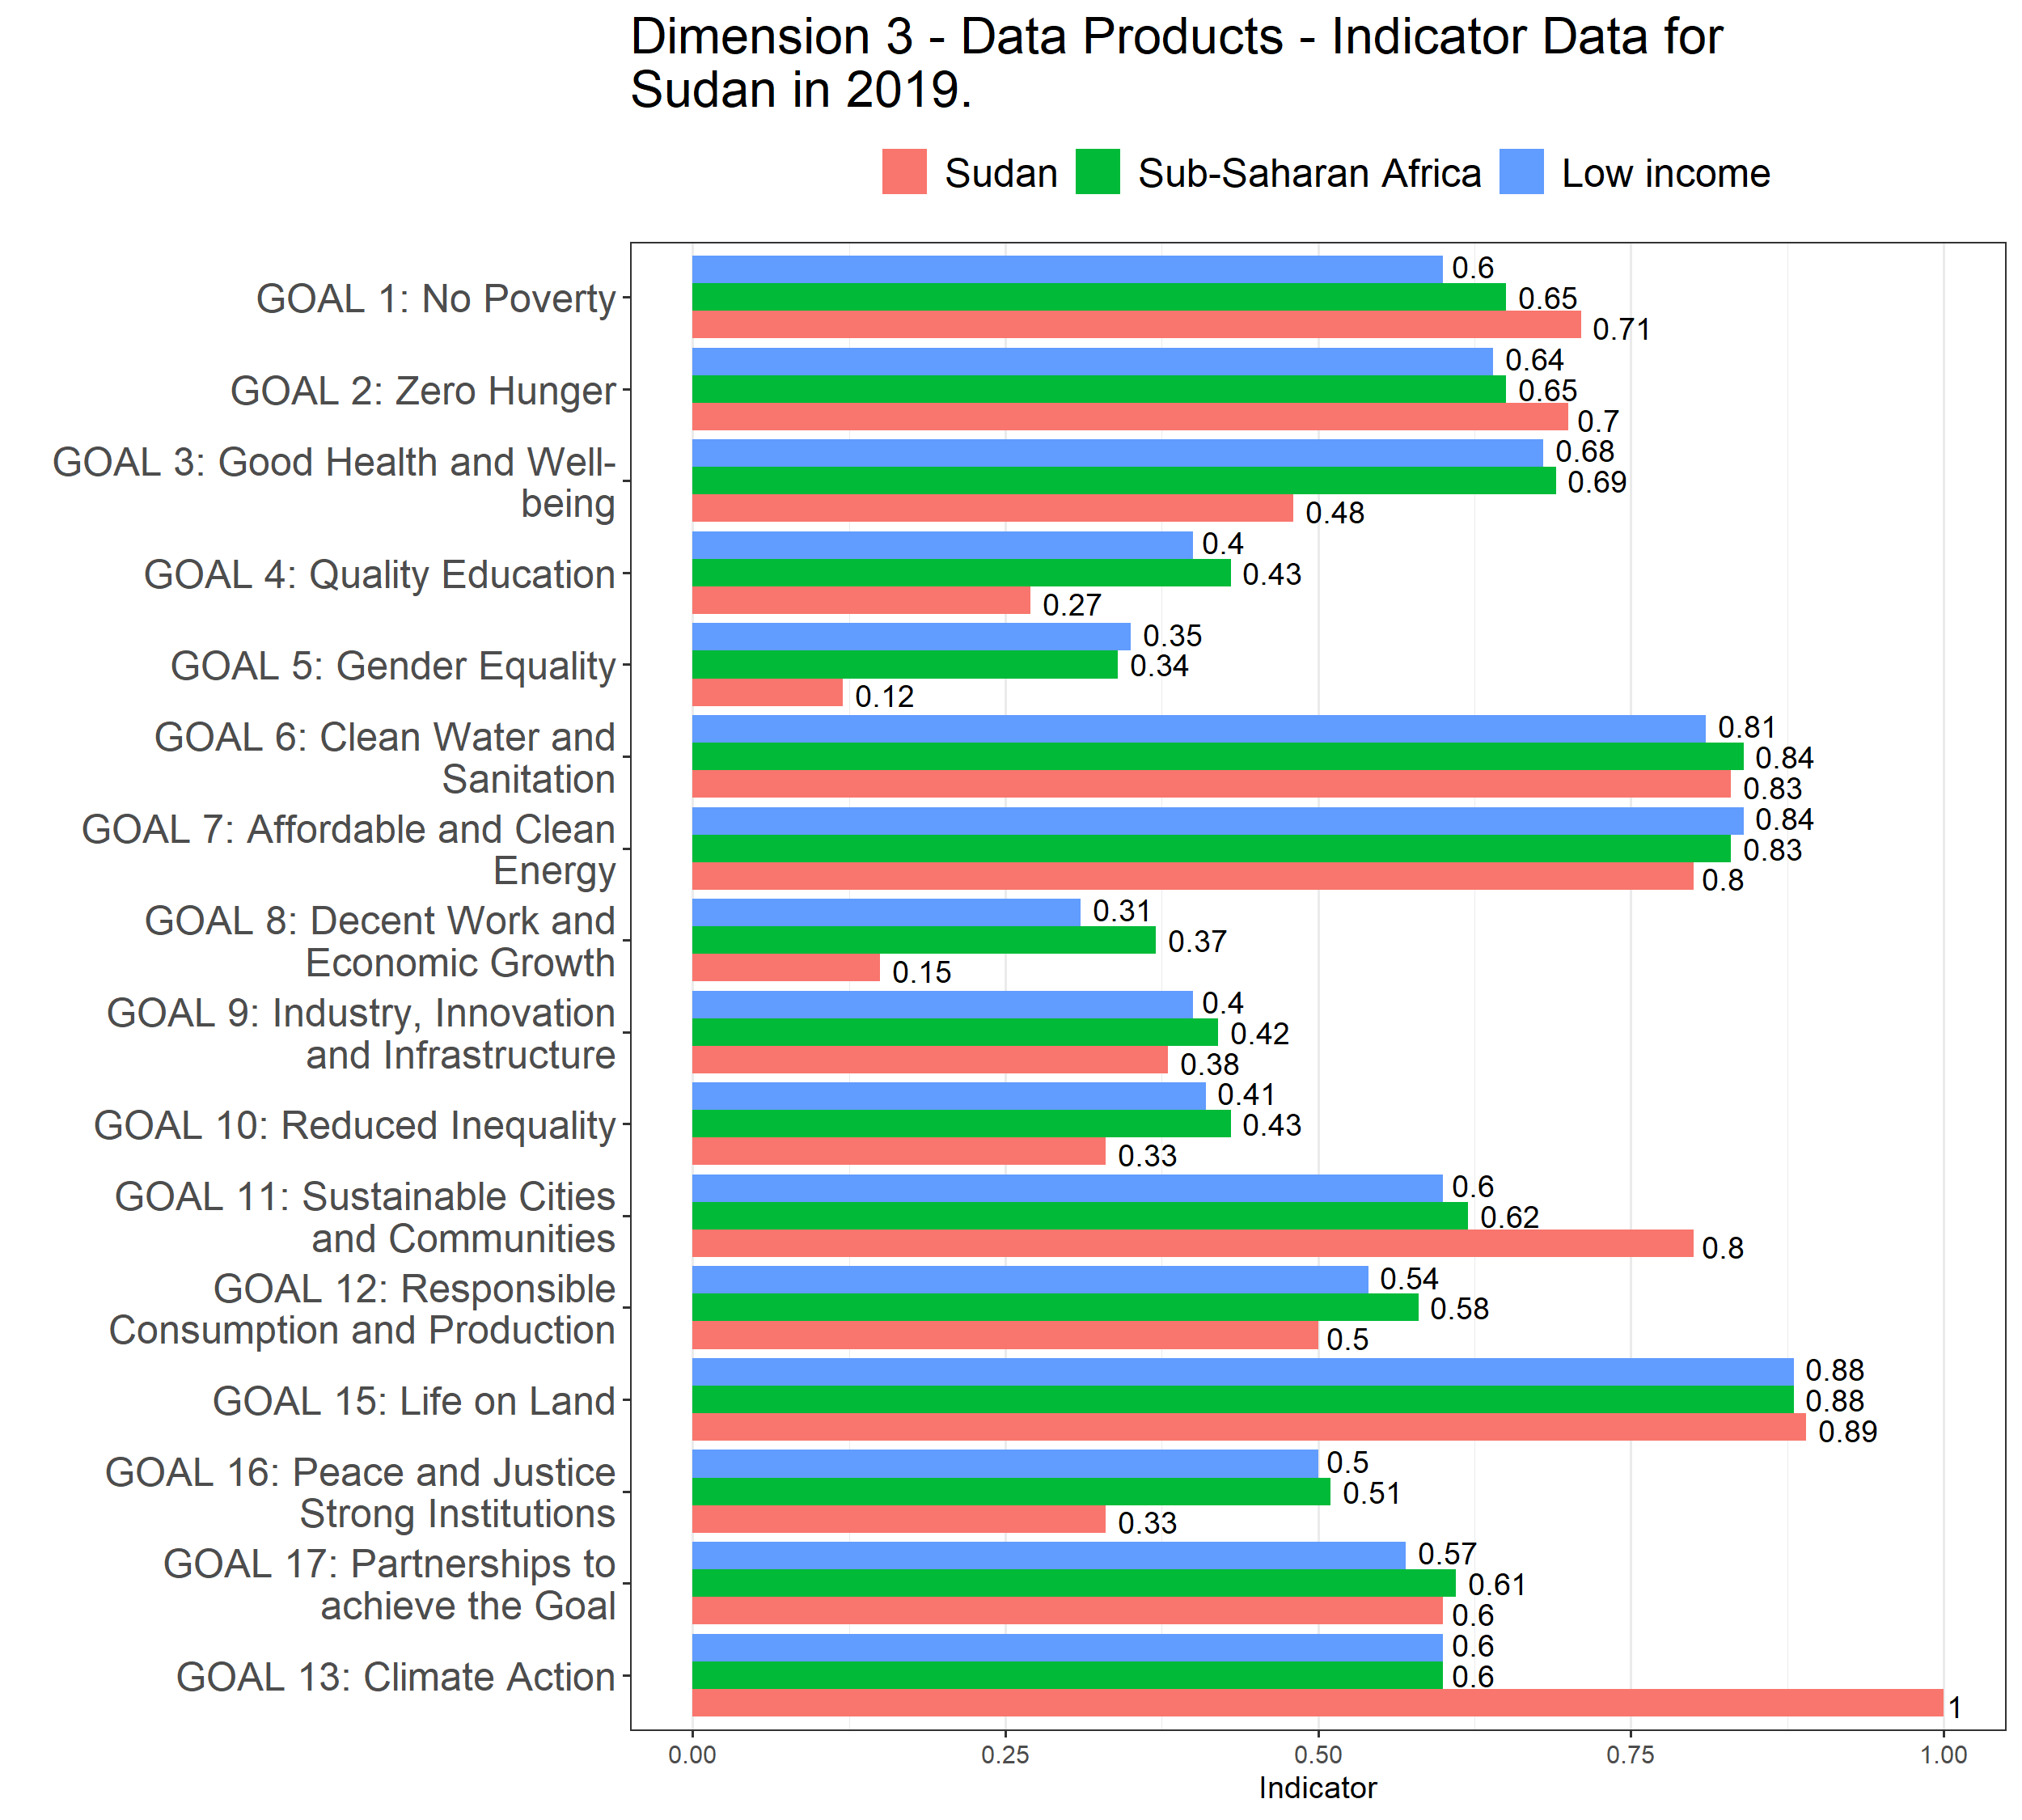 Dimension 3 - Data Products - Indicator Data for
Sudan in 2019.
Sudan Sub-Saharan Africa Low income
GOAL 1: No Poverty
0.6
0.65
0.71
GOAL 2: Zero Hunger
0.64
0.65
0.7
GOAL 3: Good Health and Well-
being
0.68
0.69
0.48
GOAL 4: Quality Education
0.4
0.43
0.27
GOAL 5: Gender Equality
0.35
0.34
0.12
GOAL 6: Clean Water and
Sanitation
0.81
0.84
0.83
GOAL 7: Affordable and Clean
Energy
0.84
0.83
0.8
GOAL 8: Decent Work and
Economic Growth
0.31
0.37
0.15
GOAL 9: Industry, Innovation
and Infrastructure
0.4
0.42
0.38
GOAL 10: Reduced Inequality
0.41
0.43
0.33
GOAL 11: Sustainable Cities
and Communities
0.6
0.62
0.8
GOAL 12: Responsible
Consumption and Production
0.54
0.58
0.5
GOAL 15: Life on Land
0.88
0.88
0.89
GOAL 16: Peace and Justice
Strong Institutions
0.5
0.51
0.33
GOAL 17: Partnerships to
achieve the Goal
0.57
0.61
0.6
GOAL 13: Climate Action
0.6
0.6
1
0.00 0.25 0.50 0.75 1.00
Indicator